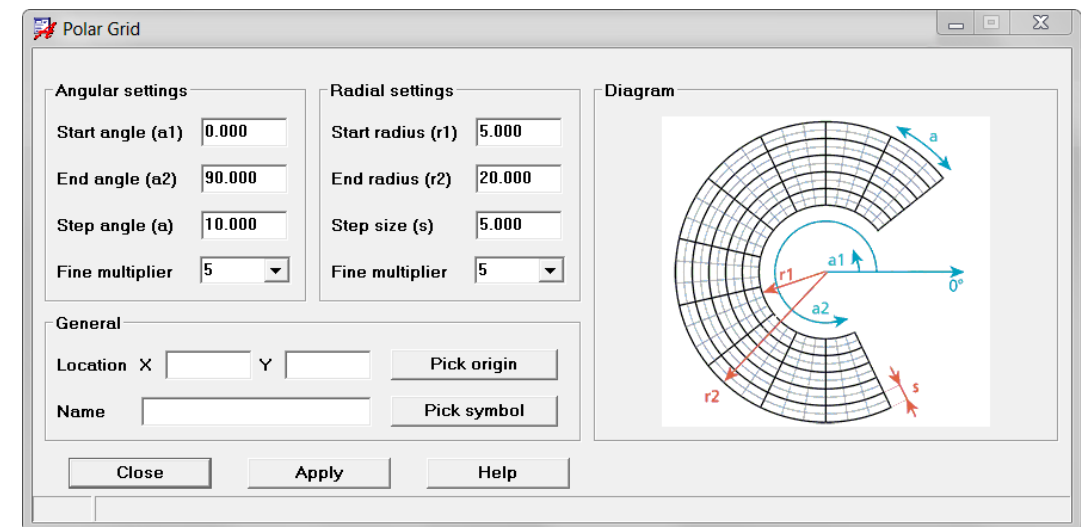 Polar Grid
Angular settings
Start angle (a1) 0.000
End angle (a2) 90.000
Step angle (a) 10.000
Fine multiplier 5
Radial settings
Start radius (r1) 5.000
End radius (r2) 20.000
Step size (s) 5.000
Fine multiplier 5
General
Location X Y Pick origin
Name Pick symbol
Diagram
a
a1
0°
r1
a2
r2
s
Close Apply Help